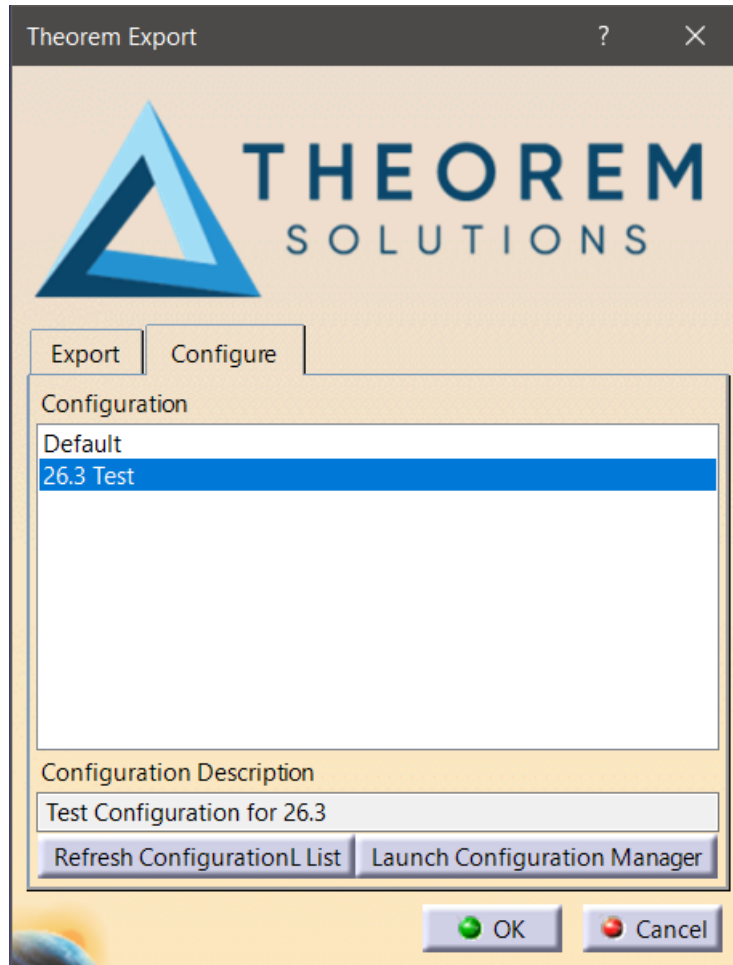 Theorem Export ? ×
THEOREM
SOLUTIONS
Export Configure
Configuration
Default
26.3 Test
Configuration Description
Test Configuration for 26.3
Refresh ConfigurationL List Launch Configuration Manager
OK Cancel